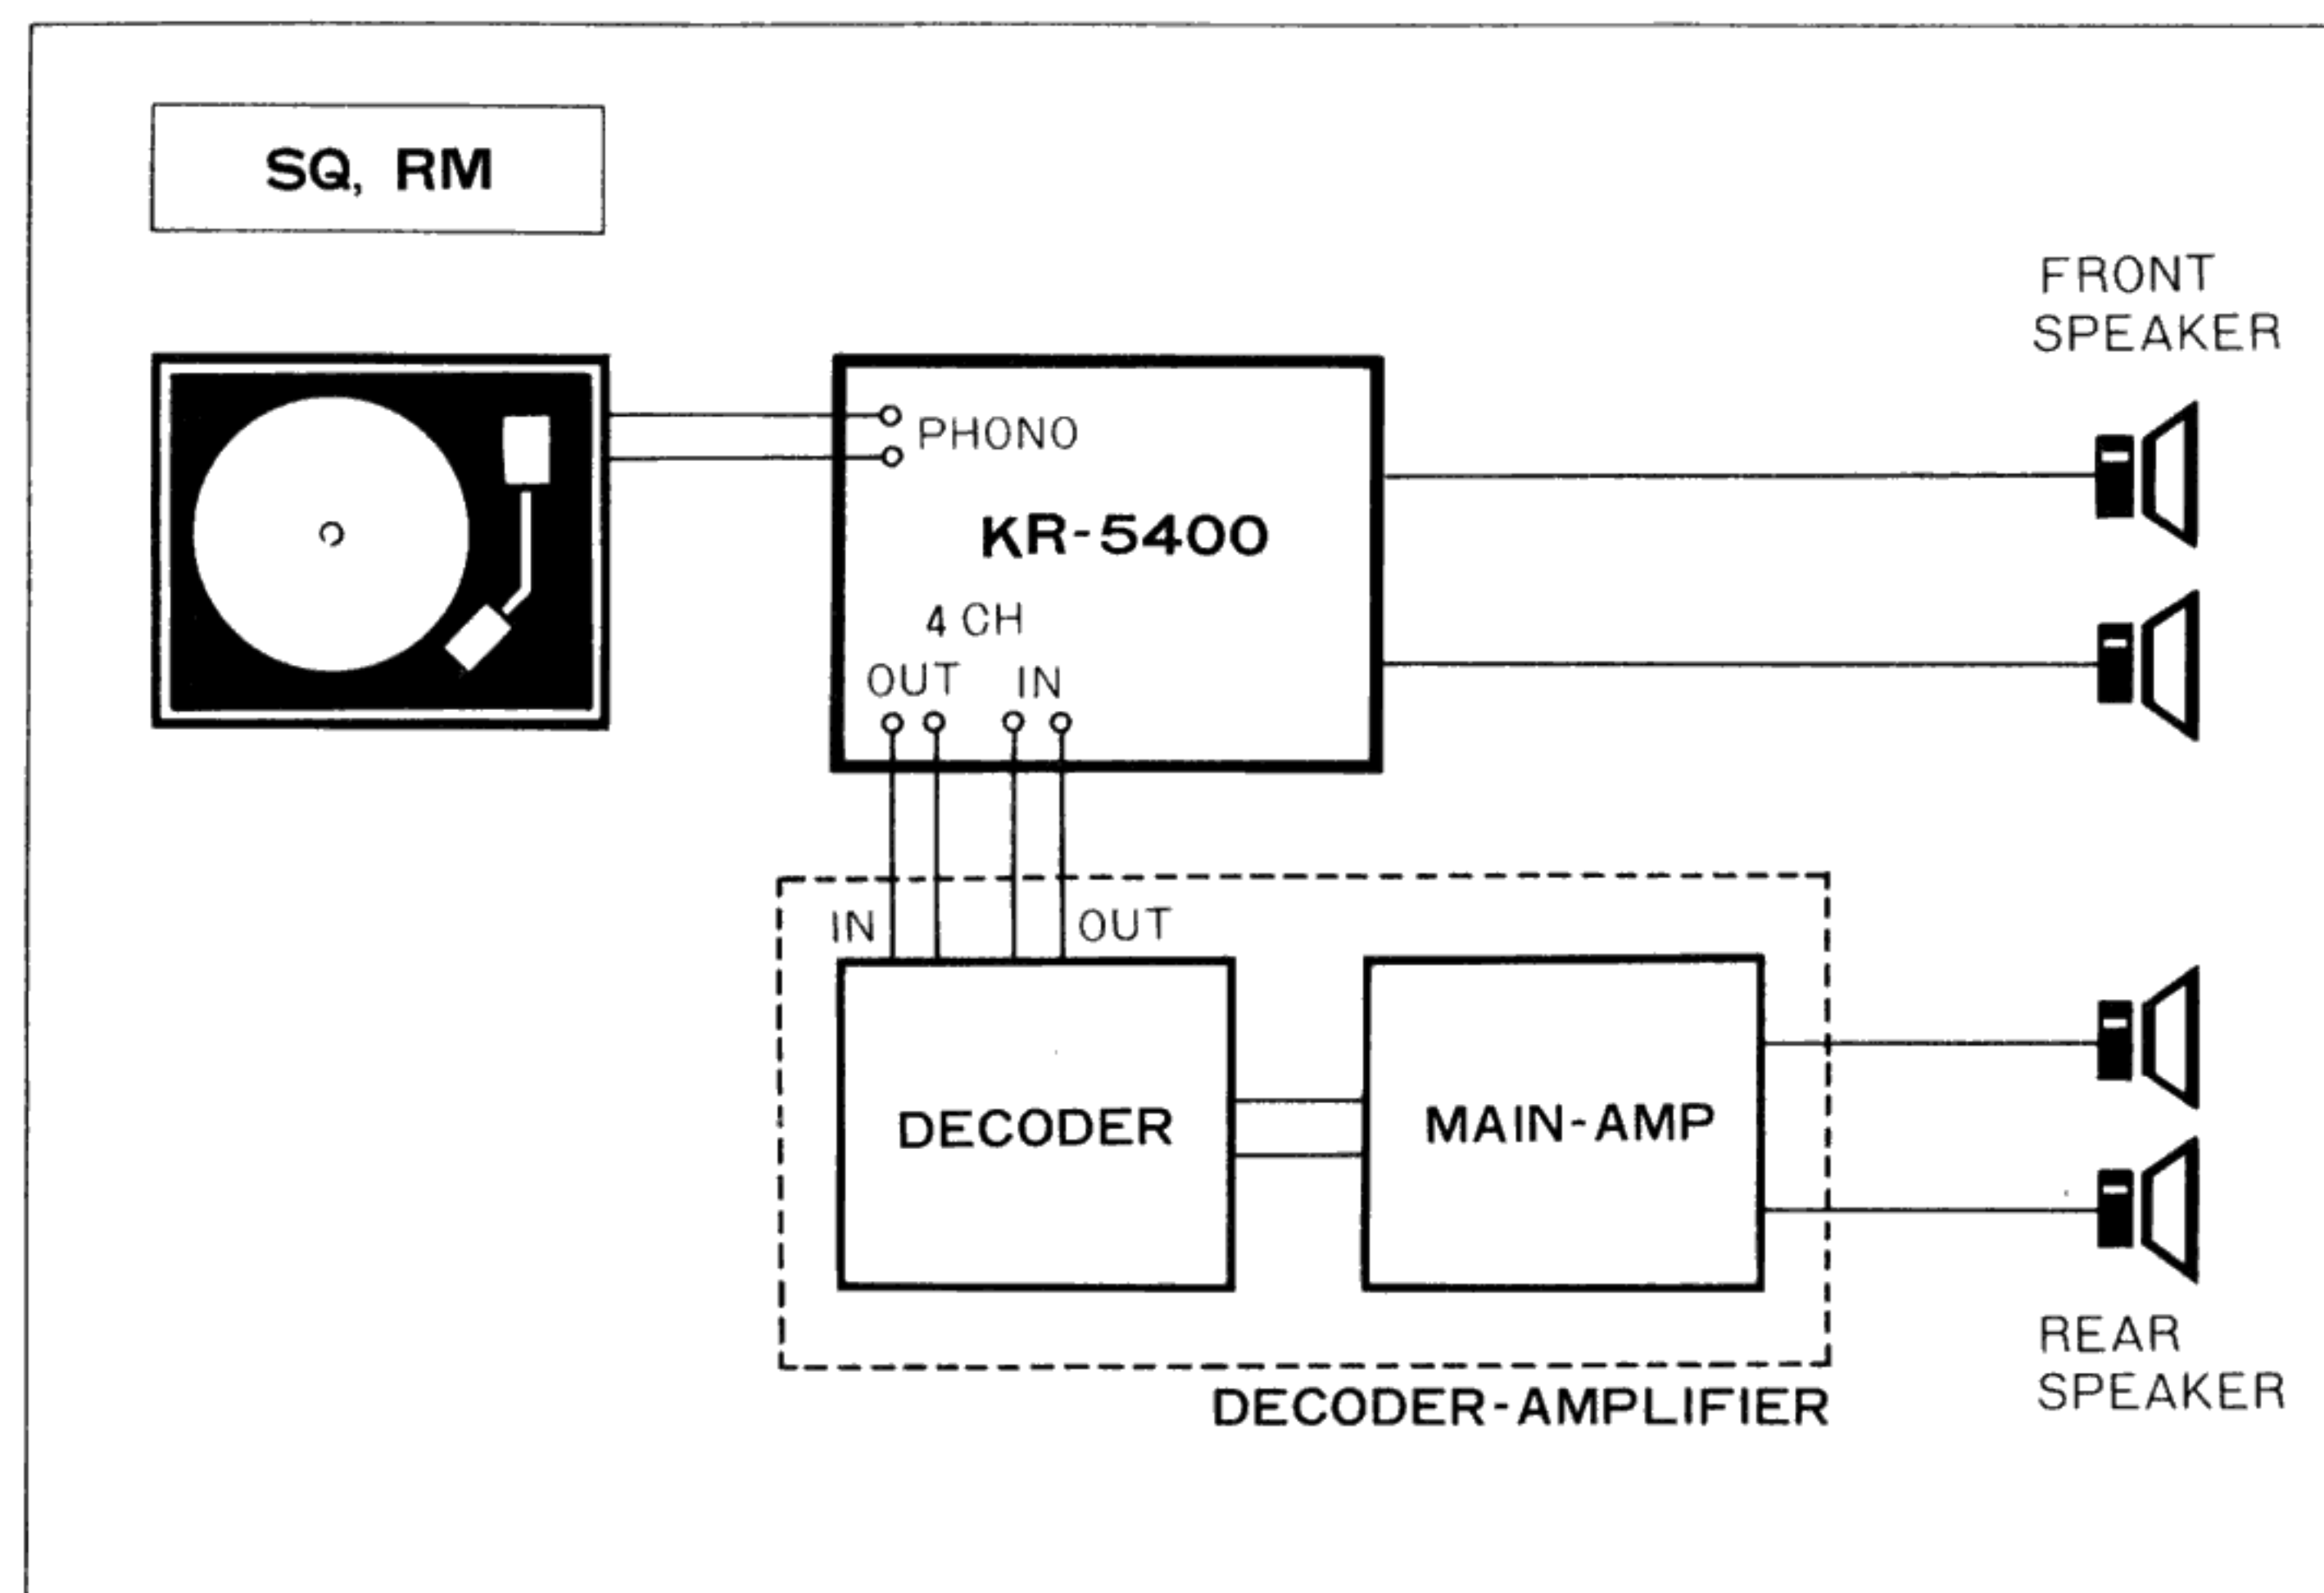 SQ, RM
FRONT
SPEAKER
PHONO
KR-5400
4 CH
OUT IN
IN OUT
DECODER
MAIN-AMP
REAR
SPEAKER
DECODER-AMPLIFIER